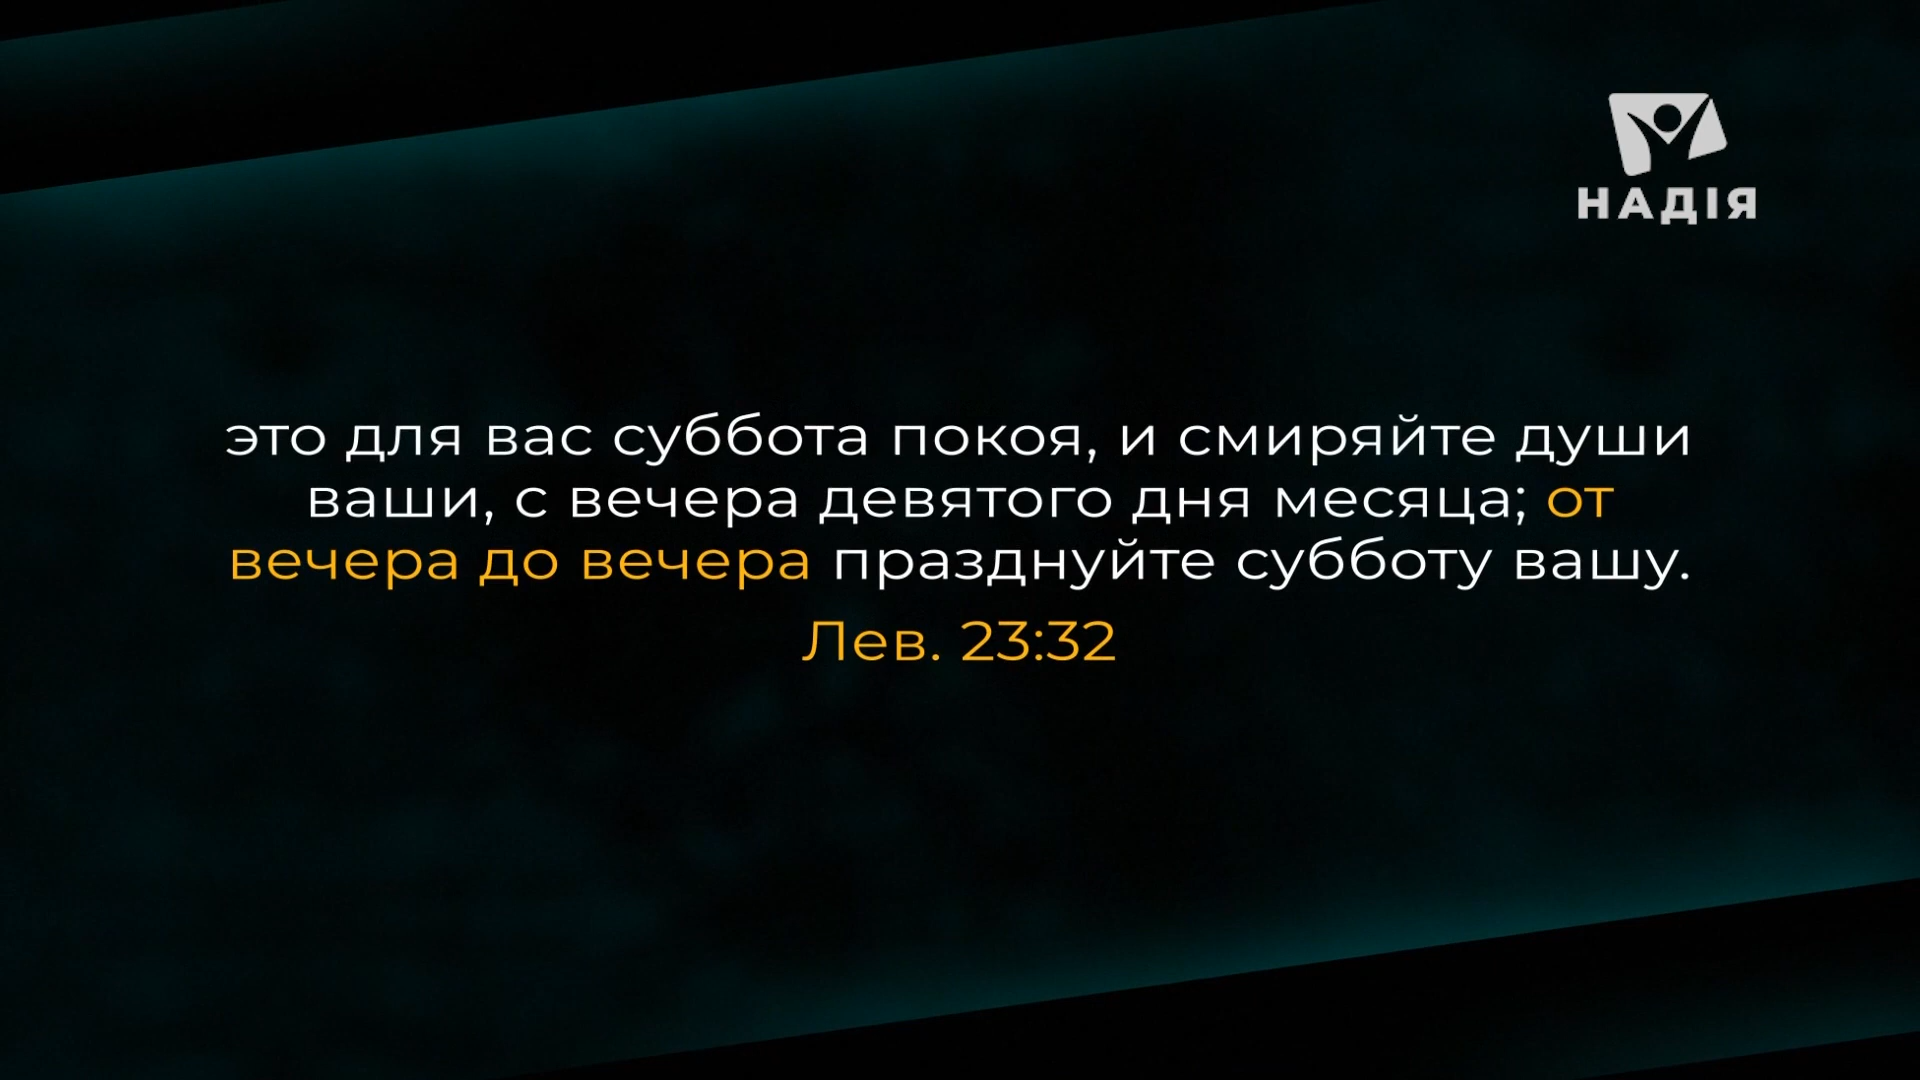 НАДІЯ
это для вас суббота покоя, и смиряйте души
ваши, с вечера девятого дня месяца; от
вечера до вечера празднуйте субботу вашу.
Лев. 23:32